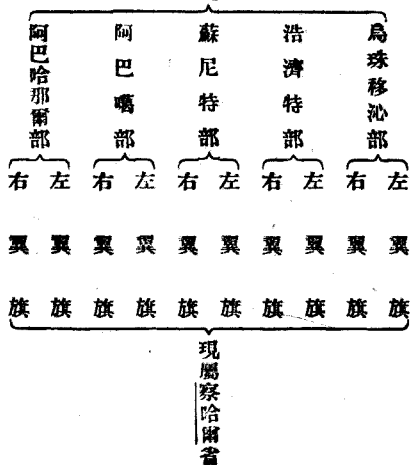 烏珠移沁部
左翼旗
右翼旗
浩濟特部
左翼旗
右翼旗
蘇尼特部
左翼旗
右翼旗
阿巴噶部
左翼旗
右翼旗
阿巴哈那爾部
左翼旗
右翼旗
現屬察哈爾省